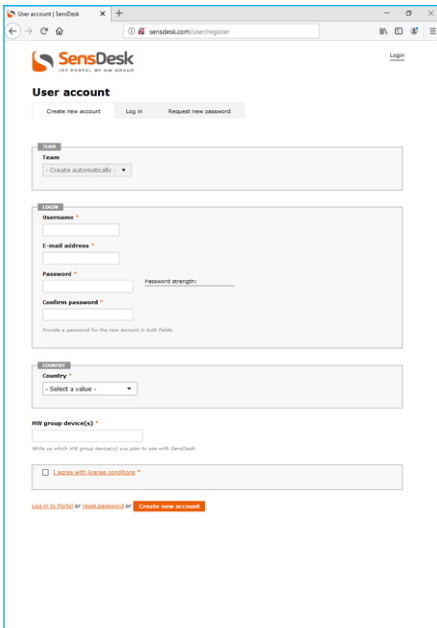 User account | SensDesk
sensdesk.com/user/register
SensDesk
IOT PORTAL BY HW GROUP
Login
User account
Create new account
Log in
Request new password
TEAM
Team
- Create automatically -
LOGIN
Username *
E-mail address *
Password *
Password strength:
Confirm password *
Provide a password for the new account in both fields.
COUNTRY
Country *
- Select a value -
HW group device(s) *
Write us which HW group device(s) you plan to use with SensDesk.
I agree with license conditions *
Log-in to Portal or reset password or Create new account